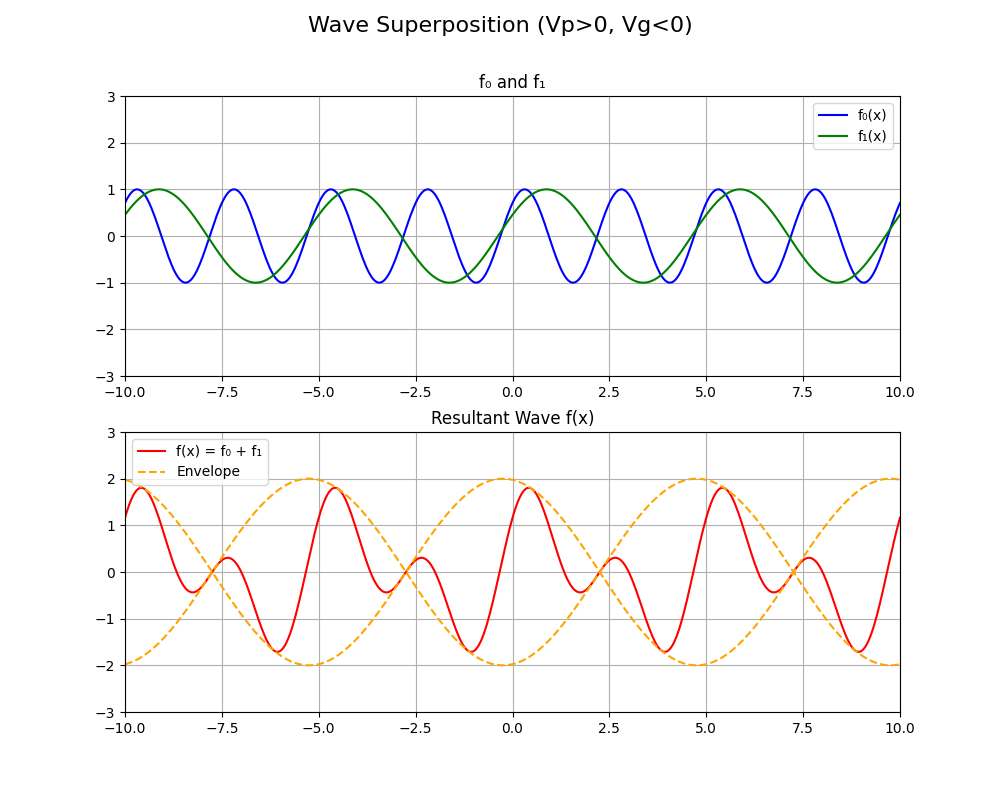 Wave Superposition (Vp>0, Vg<0)
f₀ and f₁
3
2
1
0
−1
−2
−3
f₀(x)
f₁(x)
−10.0 −7.5 −5.0 −2.5 0.0 2.5 5.0 7.5 10.0
Resultant Wave f(x)
3
2
1
0
−1
−2
−3
f(x) = f₀ + f₁
Envelope
−10.0 −7.5 −5.0 −2.5 0.0 2.5 5.0 7.5 10.0